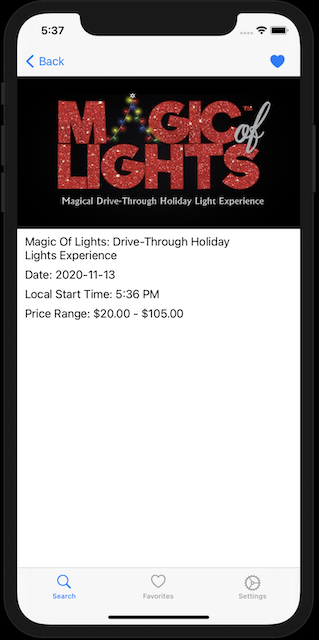 5:37
Back
MAGIC of
LIGHTS
Magical Drive-Through Holiday Light Experience
Magic Of Lights: Drive-Through Holiday
Lights Experience
Date: 2020-11-13
Local Start Time: 5:36 PM
Price Range: $20.00 - $105.00
Search Favorites Settings